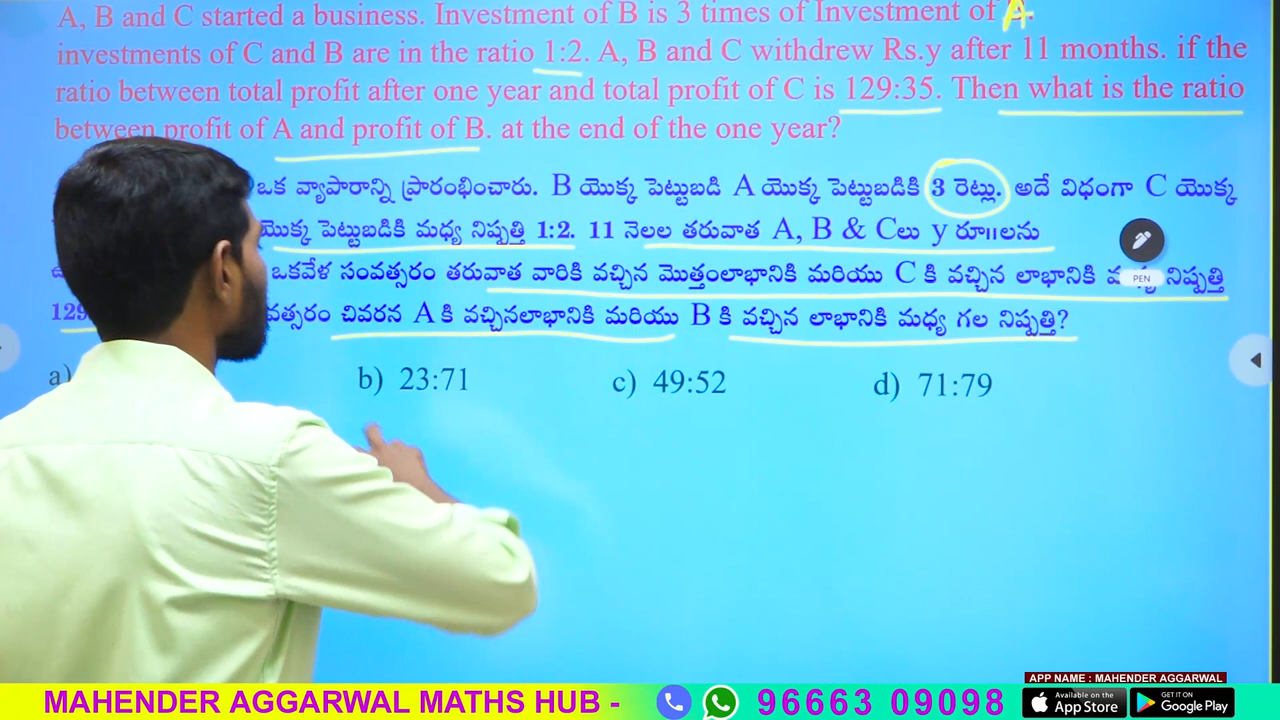 A, B and C started a business. Investment of B is 3 times of Investment of A.
investments of C and B are in the ratio 1:2. A, B and C withdrew Rs.y after 11 months. if the
ratio between total profit after one year and total profit of C is 129:35. Then what is the ratio
between profit of A and profit of B. at the end of the one year?
ఒక వ్యాపారాన్ని ప్రారంభించారు. B యొక్క పెట్టుబడి A యొక్క పెట్టుబడికి 3 రెట్లు. అదే విధంగా C యొక్క
యొక్క పెట్టుబడికి మధ్య నిష్పత్తి 1:2. 11 నెలల తరువాత A, B & Cలు y రూ॥లను
ఒకవేళ సంవత్సరం తరువాత వారికి వచ్చిన మొత్తంలాభానికి మరియు C కి వచ్చిన లాభానికి నిష్పత్తి
PEN
129 చివరన A కి వచ్చినలాభానికి మరియు B కి వచ్చిన లాభానికి మధ్య గల నిష్పత్తి?
a) b) 23:71 c) 49:52 d) 71:79
APP NAME : MAHENDER AGGARWAL
MAHENDER AGGARWAL MATHS HUB - 96663 09098
Available on the App Store GET IT ON Google Play